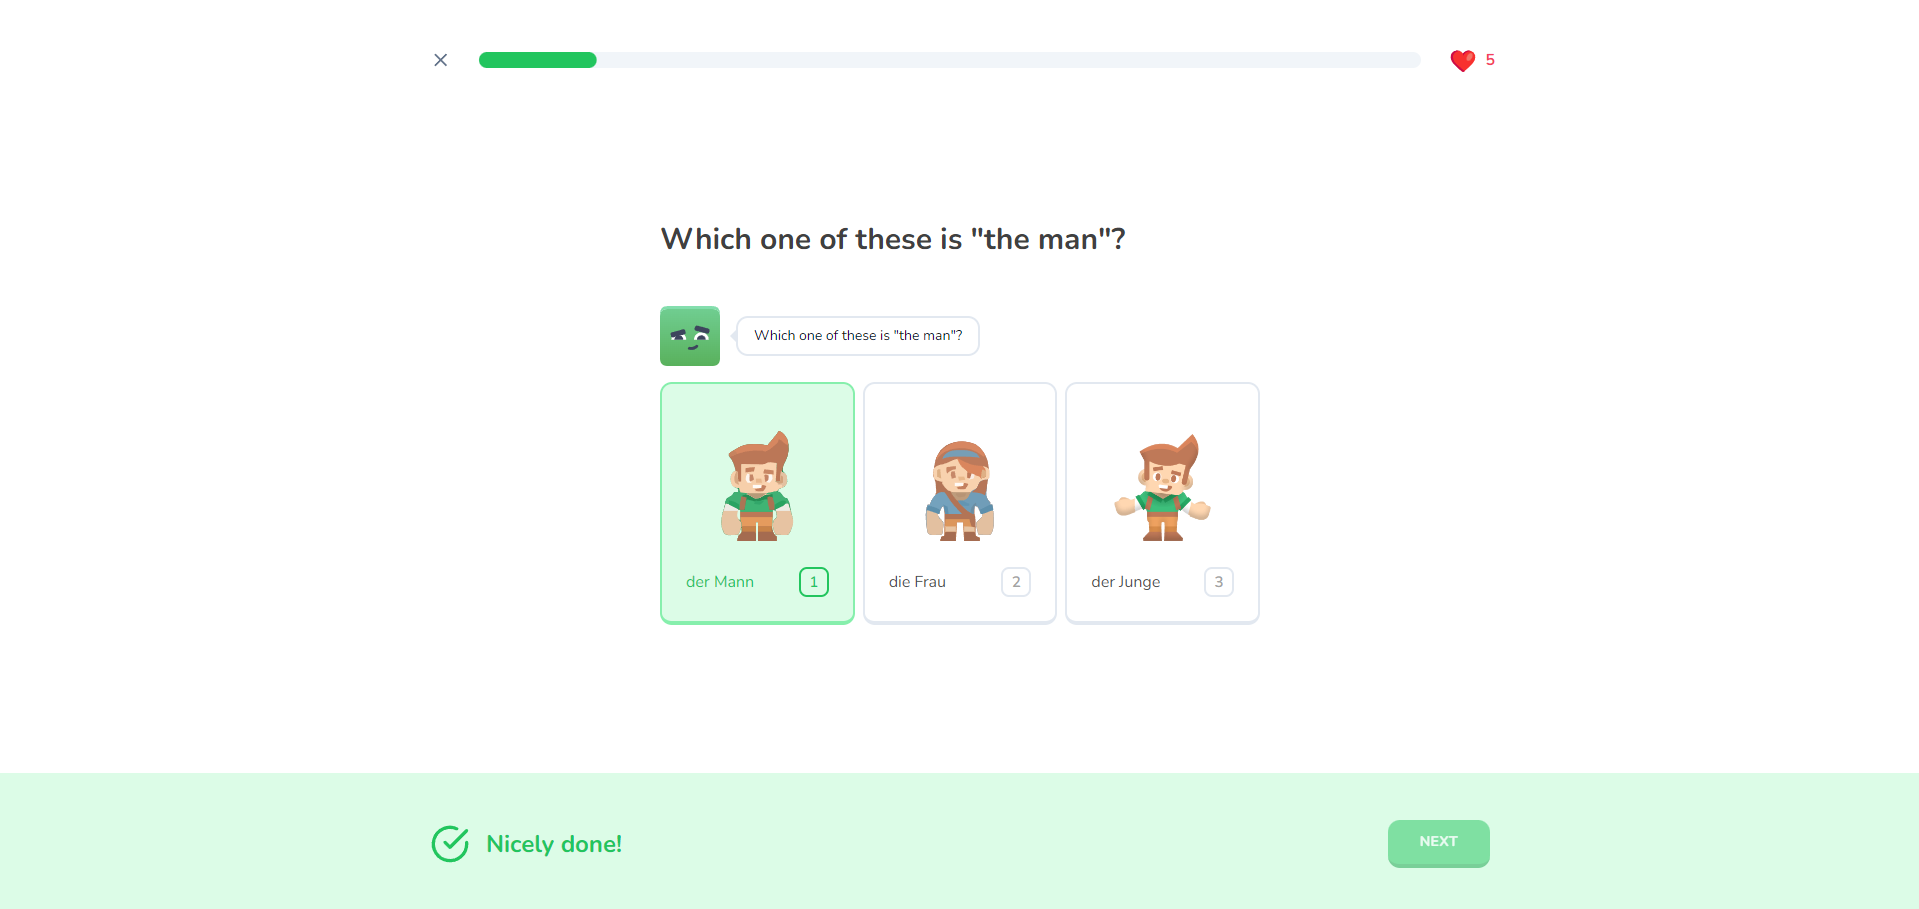 5
Which one of these is "the man"?
Which one of these is "the man"?
der Mann 1
die Frau 2
der Junge 3
Nicely done!
NEXT